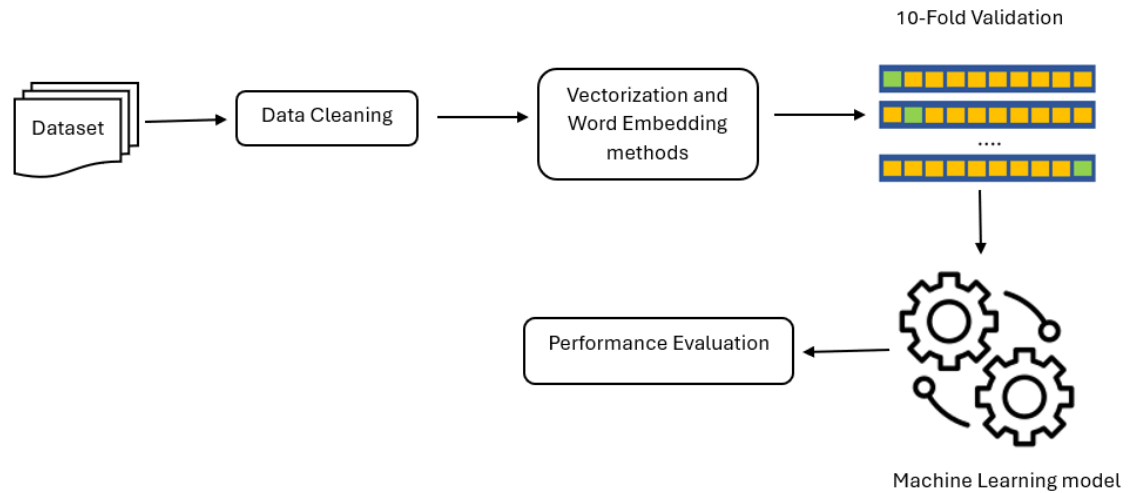 10-Fold Validation
Dataset
Data Cleaning
Vectorization and
Word Embedding
methods
....
Performance Evaluation
Machine Learning model